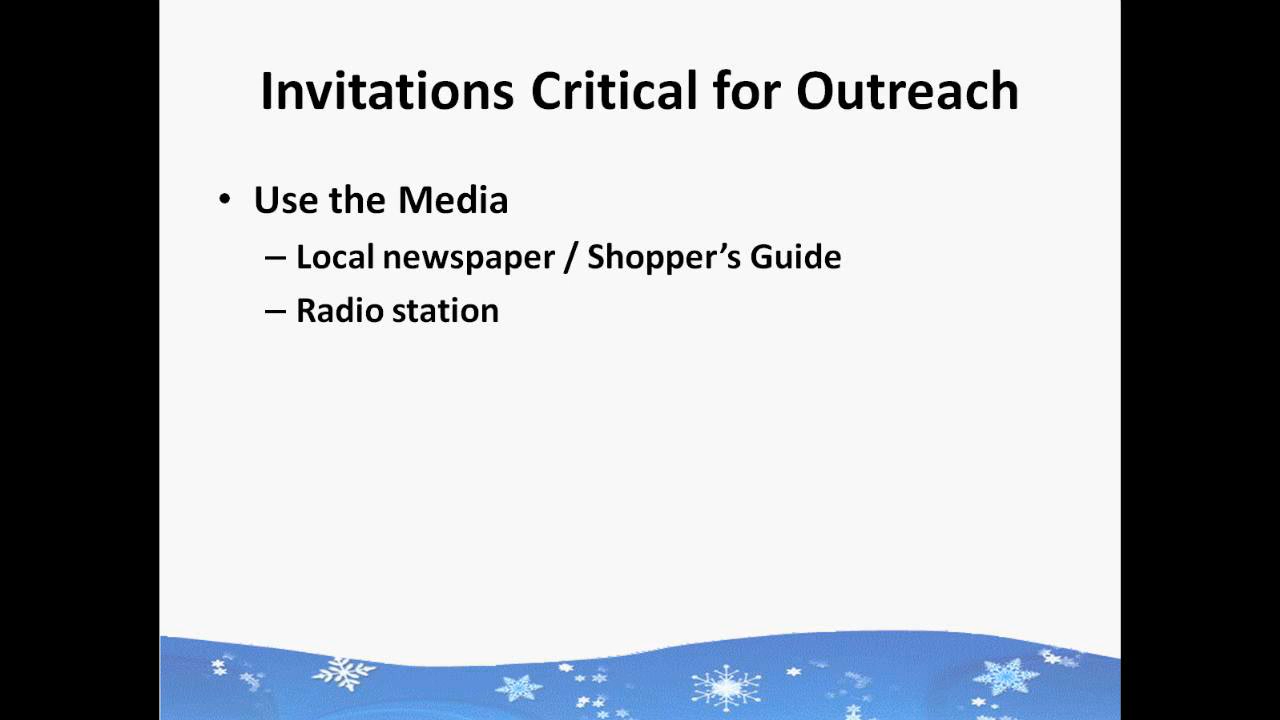 Invitations Critical for Outreach
• Use the Media
– Local newspaper / Shopper’s Guide
– Radio station